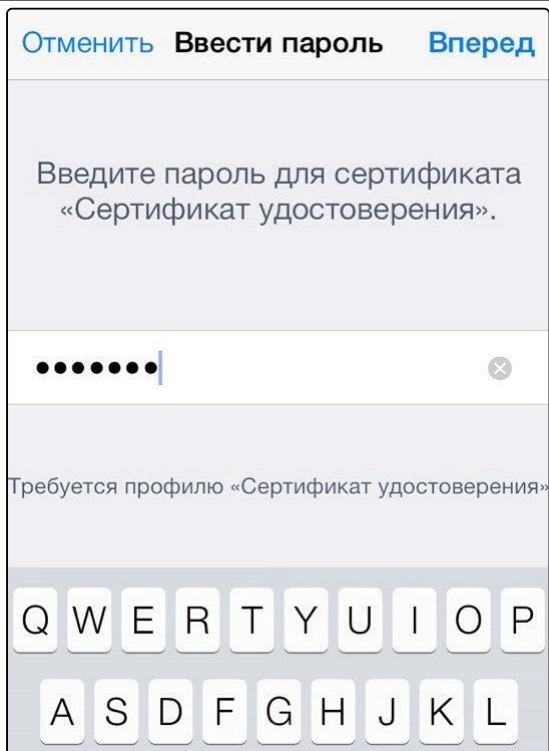 Отменить Ввести пароль Вперед
Введите пароль для сертификата
«Сертификат удостоверения».
•••••••
Требуется профилю «Сертификат удостоверения»
Q W E R T Y U I O P
A S D F G H J K L